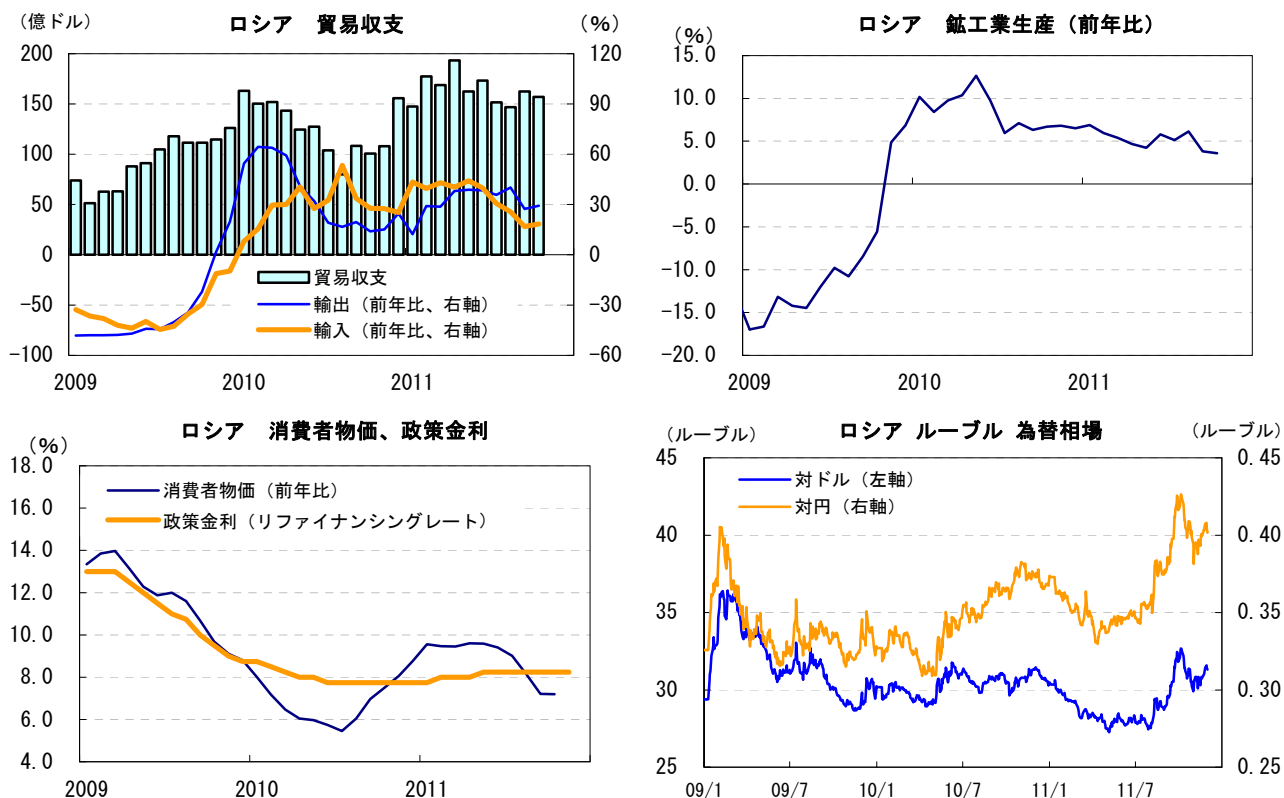 ロシア 貿易収支
(億ドル)
(%)
200
150
100
50
0
-50
-100
120
90
60
30
0
-30
-60
貿易収支
輸出(前年比、右軸)
輸入(前年比、右軸)
2009 2010 2011
ロシア 鉱工業生産(前年比)
(%)
15.0
10.0
5.0
0.0
-5.0
-10.0
-15.0
-20.0
2009 2010 2011
ロシア 消費者物価、政策金利
(%)
18.0
16.0
14.0
12.0
10.0
8.0
6.0
4.0
消費者物価(前年比)
政策金利(リファイナンシングレート)
2009 2010 2011
ロシア ルーブル 為替相場
(ルーブル)
(ルーブル)
45
40
35
30
25
0.45
0.40
0.35
0.30
0.25
対ドル(左軸)
対円(右軸)
09/1 09/7 10/1 10/7 11/1 11/7